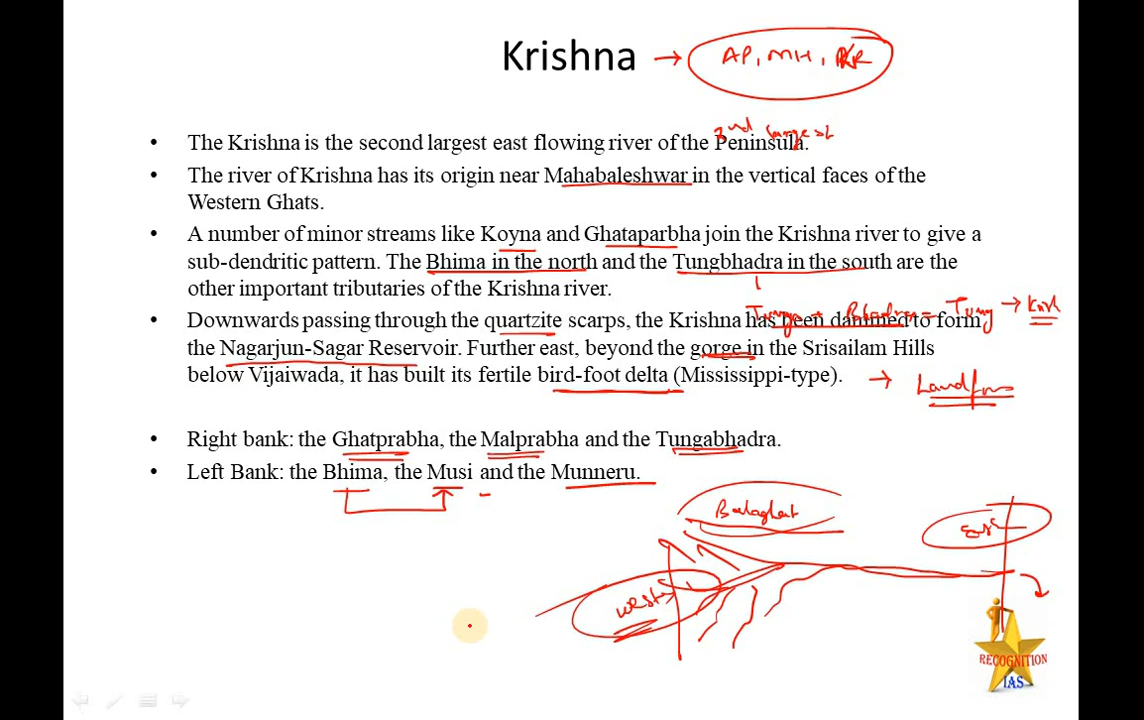 Krishna → AP, MH, KR
2nd largest
• The Krishna is the second largest east flowing river of the Peninsula.
• The river of Krishna has its origin near Mahabaleshwar in the vertical faces of the
Western Ghats.
• A number of minor streams like Koyna and Ghataparbha join the Krishna river to give a
sub-dendritic pattern. The Bhima in the north and the Tungbhadra in the south are the
other important tributaries of the Krishna river.
Tunga + Bhadra = Tung →
• Downwards passing through the quartzite scarps, the Krishna has been dammed to form
the Nagarjun-Sagar Reservoir. Further east, beyond the gorge in the Srisailam Hills
below Vijaiwada, it has built its fertile bird-foot delta (Mississippi-type). →
• Right bank: the Ghatprabha, the Malprabha and the Tungabhadra.
• Left Bank: the Bhima, the Musi and the Munneru.
Balaghat
East
West
RECOGNITION
IAS